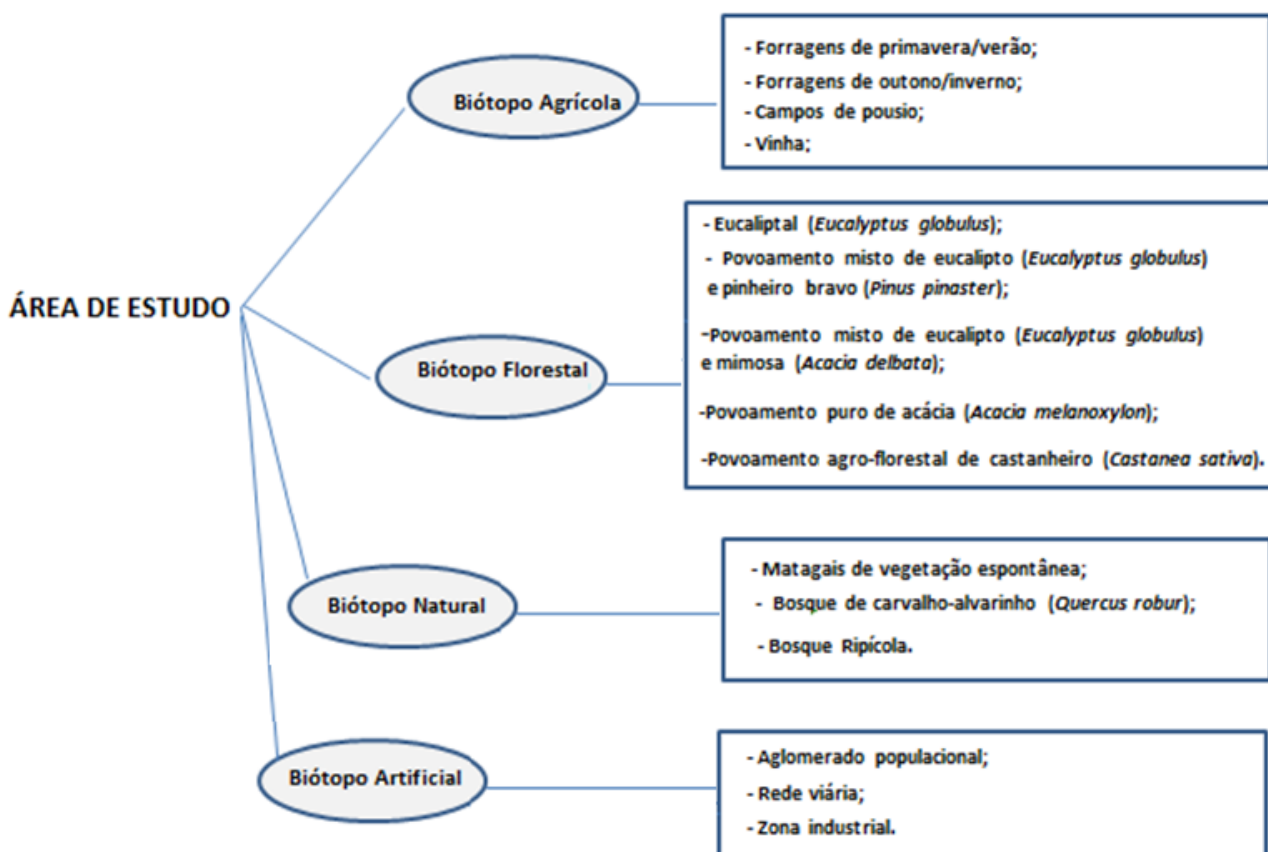 ÁREA DE ESTUDO
Biótopo Agrícola
- Forragens de primavera/verão;
- Forragens de outono/inverno;
- Campos de pousio;
- Vinha;
Biótopo Florestal
- Eucaliptal (Eucalyptus globulus);
- Povoamento misto de eucalipto (Eucalyptus globulus)
e pinheiro bravo (Pinus pinaster);
-Povoamento misto de eucalipto (Eucalyptus globulus)
e mimosa (Acacia delbata);
-Povoamento puro de acácia (Acacia melanoxylon);
-Povoamento agro-florestal de castanheiro (Castanea sativa).
Biótopo Natural
- Matagais de vegetação espontânea;
- Bosque de carvalho-alvarinho (Quercus robur);
- Bosque Ripícola.
Biótopo Artificial
- Aglomerado populacional;
- Rede viária;
- Zona industrial.